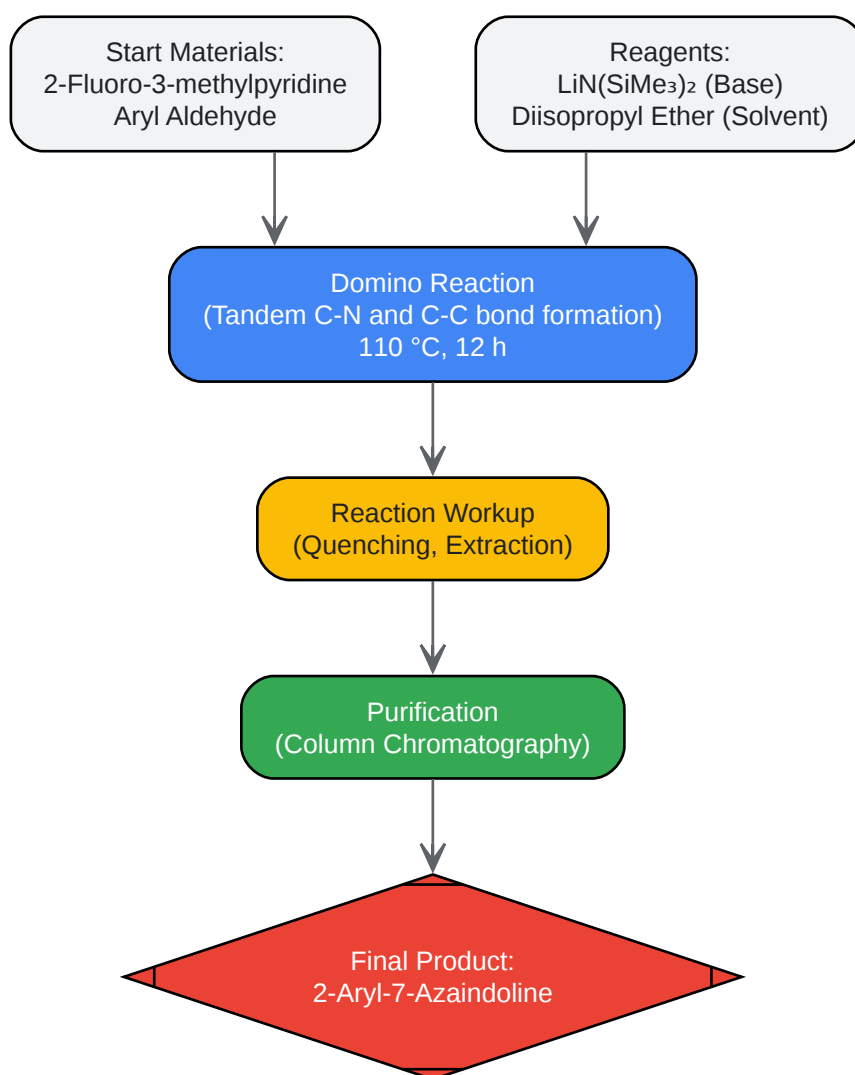 Start Materials:
2-Fluoro-3-methylpyridine
Aryl Aldehyde
Reagents:
LiN(SiMe₃)₂ (Base)
Diisopropyl Ether (Solvent)
Domino Reaction
(Tandem C-N and C-C bond formation)
110 °C, 12 h
Reaction Workup
(Quenching, Extraction)
Purification
(Column Chromatography)
Final Product:
2-Aryl-7-Azaindoline